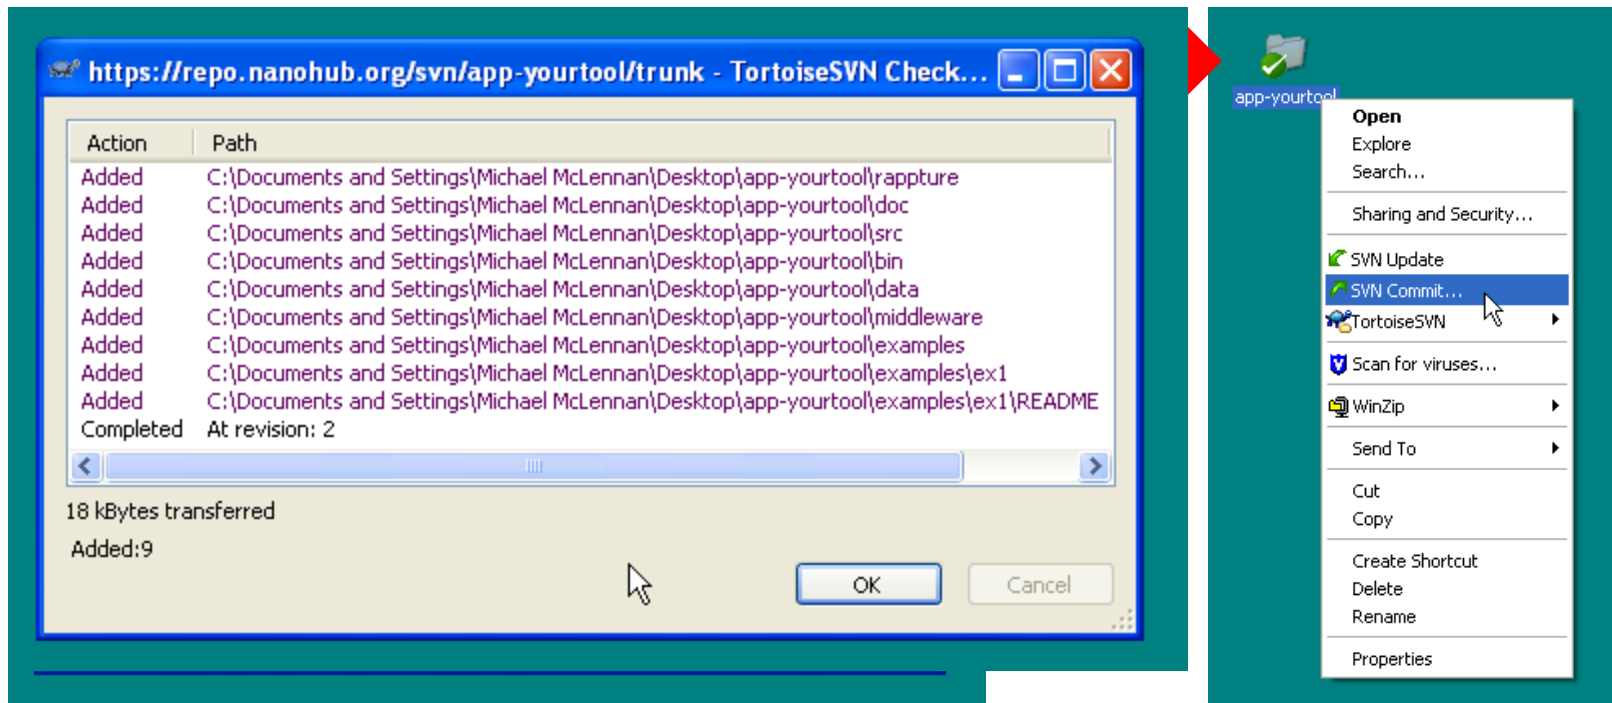 https://repo.nanohub.org/svn/app-yourtool/trunk - TortoiseSVN Check...
Action Path
Added C:\Documents and Settings\Michael McLennan\Desktop\app-yourtool\rappture
Added C:\Documents and Settings\Michael McLennan\Desktop\app-yourtool\doc
Added C:\Documents and Settings\Michael McLennan\Desktop\app-yourtool\src
Added C:\Documents and Settings\Michael McLennan\Desktop\app-yourtool\bin
Added C:\Documents and Settings\Michael McLennan\Desktop\app-yourtool\data
Added C:\Documents and Settings\Michael McLennan\Desktop\app-yourtool\middleware
Added C:\Documents and Settings\Michael McLennan\Desktop\app-yourtool\examples
Added C:\Documents and Settings\Michael McLennan\Desktop\app-yourtool\examples\ex1
Added C:\Documents and Settings\Michael McLennan\Desktop\app-yourtool\examples\ex1\README
Completed At revision: 2
18 kBytes transferred
Added:9
OK Cancel
app-yourtool
Open
Explore
Search...
Sharing and Security...
SVN Update
SVN Commit...
TortoiseSVN
Scan for viruses...
WinZip
Send To
Cut
Copy
Create Shortcut
Delete
Rename
Properties